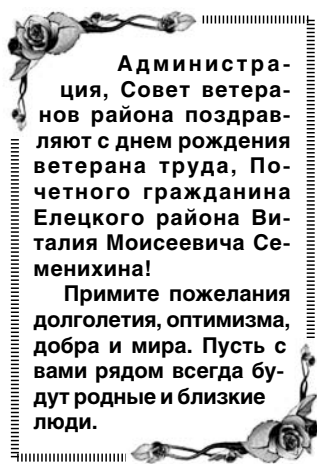 Администра-
ция, Совет ветера-
нов района поздрав-
ляют с днем рождения
ветерана труда, По-
четного гражданина
Елецкого района Ви-
талия Моисеевича Се-
менихина!
Примите пожелания
долголетия, оптимизма,
добра и мира. Пусть с
вами рядом всегда бу-
дут родные и близкие
люди.